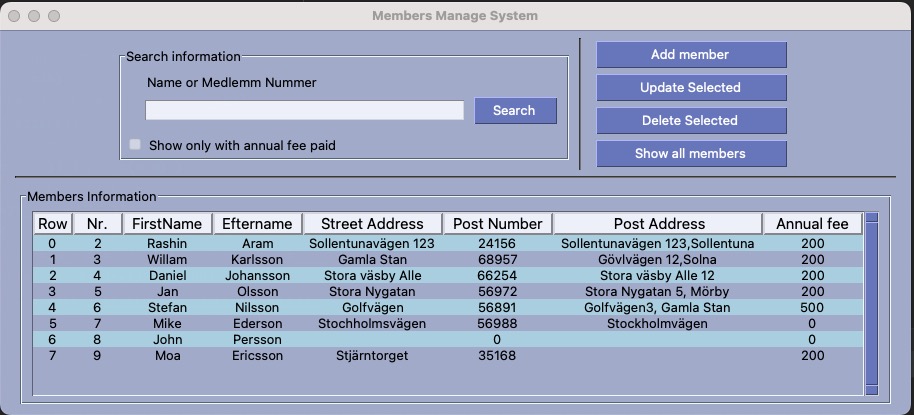 Members Manage System
Search information
Name or Medlemm Nummer
Search
Show only with annual fee paid
Add member
Update Selected
Delete Selected
Show all members
Members Information
Row Nr. FirstName Eftername Street Address Post Number Post Address Annual fee
0 2 Rashin Aram Sollentunavägen 123 24156 Sollentunavägen 123,Sollentuna 200
1 3 Willam Karlsson Gamla Stan 68957 Gövlvägen 12,Solna 200
2 4 Daniel Johansson Stora väsby Alle 66254 Stora väsby Alle 12 200
3 5 Jan Olsson Stora Nygatan 56972 Stora Nygatan 5, Mörby 200
4 6 Stefan Nilsson Golfvägen 56891 Golfvägen3, Gamla Stan 500
5 7 Mike Ederson Stochholmsvägen 56988 Stockholmvägen 0
6 8 John Persson 0 0
7 9 Moa Ericsson Stjärntorget 35168 200